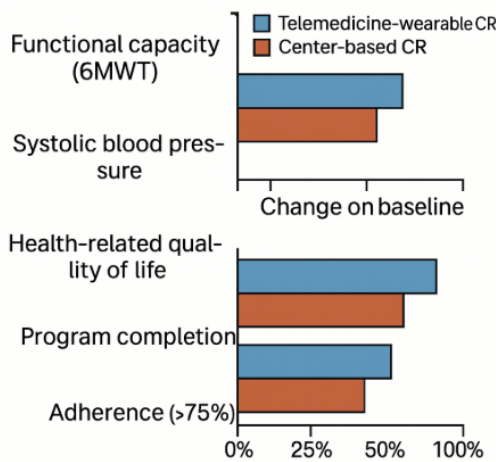 Telemedicine-wearable CR
Center-based CR
Functional capacity
(6MWT)
Systolic blood pres-
sure
Change on baseline
Health-related qual-
lity of life
Program completion
Adherence (>75%)
0% 25% 50% 100%